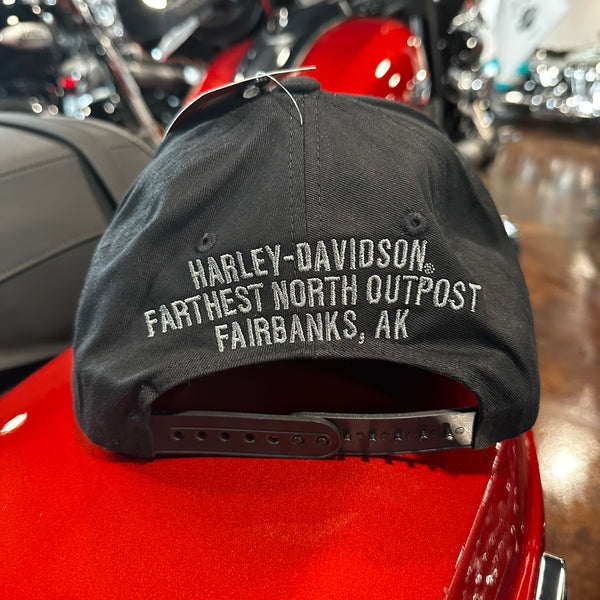 HARLEY-DAVIDSON®
FARTHEST NORTH OUTPOST
FAIRBANKS, AK